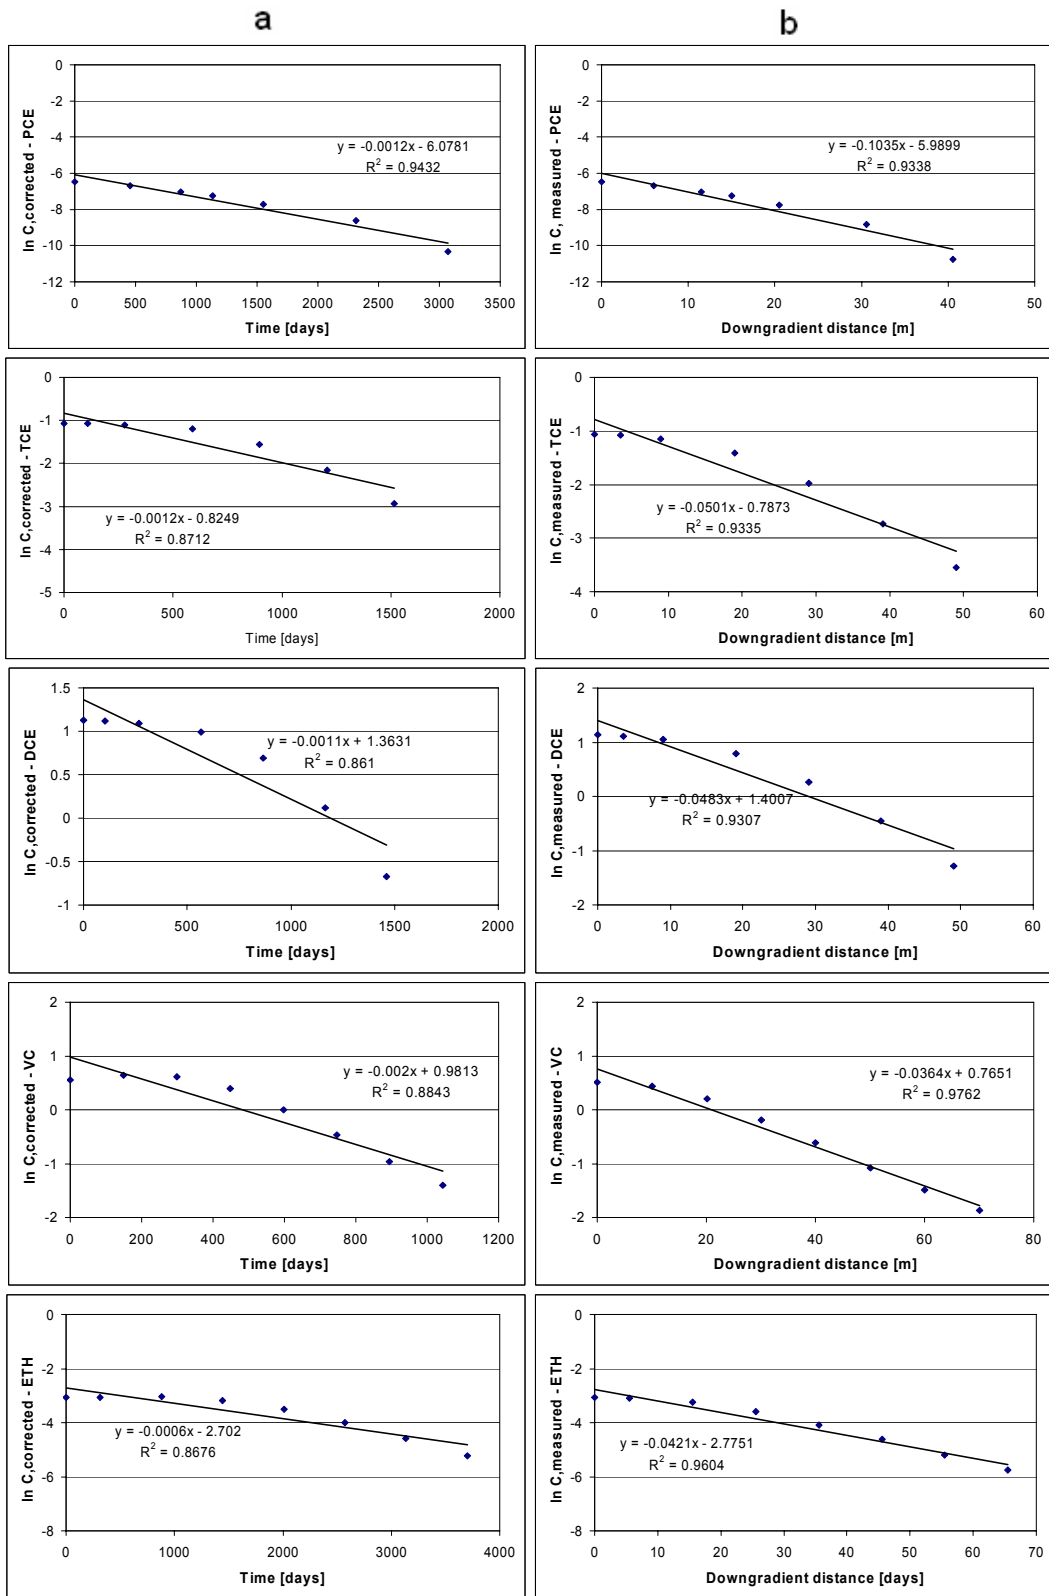 a
b
ln C,corrected - PCE
0
-2
-4
-6
-8
-10
-12
y = -0.0012x - 6.0781
R² = 0.9432
0 500 1000 1500 2000 2500 3000 3500
Time [days]
ln C, measured - PCE
0
-2
-4
-6
-8
-10
-12
y = -0.1035x - 5.9899
R² = 0.9338
0 10 20 30 40 50
Downgradient distance [m]
ln C,corrected - TCE
0
-1
-2
-3
-4
-5
y = -0.0012x - 0.8249
R² = 0.8712
0 500 1000 1500 2000
Time [days]
ln C,measured - TCE
0
-1
-2
-3
-4
y = -0.0501x - 0.7873
R² = 0.9335
0 10 20 30 40 50 60
Downgradient distance [m]
ln C,corrected - DCE
1.5
1
0.5
0
-0.5
-1
y = -0.0011x + 1.3631
R² = 0.861
0 500 1000 1500 2000
Time [days]
ln C,measured - DCE
2
1
0
-1
-2
y = -0.0483x + 1.4007
R² = 0.9307
0 10 20 30 40 50 60
Downgradient distance [m]
ln C,corrected - VC
2
1
0
-1
-2
y = -0.002x + 0.9813
R² = 0.8843
0 200 400 600 800 1000 1200
Time [days]
ln C,measured - VC
2
1
0
-1
-2
y = -0.0364x + 0.7651
R² = 0.9762
0 20 40 60 80
Downgradient distance [m]
ln C,corrected - ETH
0
-2
-4
-6
-8
y = -0.0006x - 2.702
R² = 0.8676
0 1000 2000 3000 4000
Time [days]
ln C,measured - ETH
0
-2
-4
-6
-8
y = -0.0421x - 2.7751
R² = 0.9604
0 10 20 30 40 50 60 70
Downgradient distance [days]